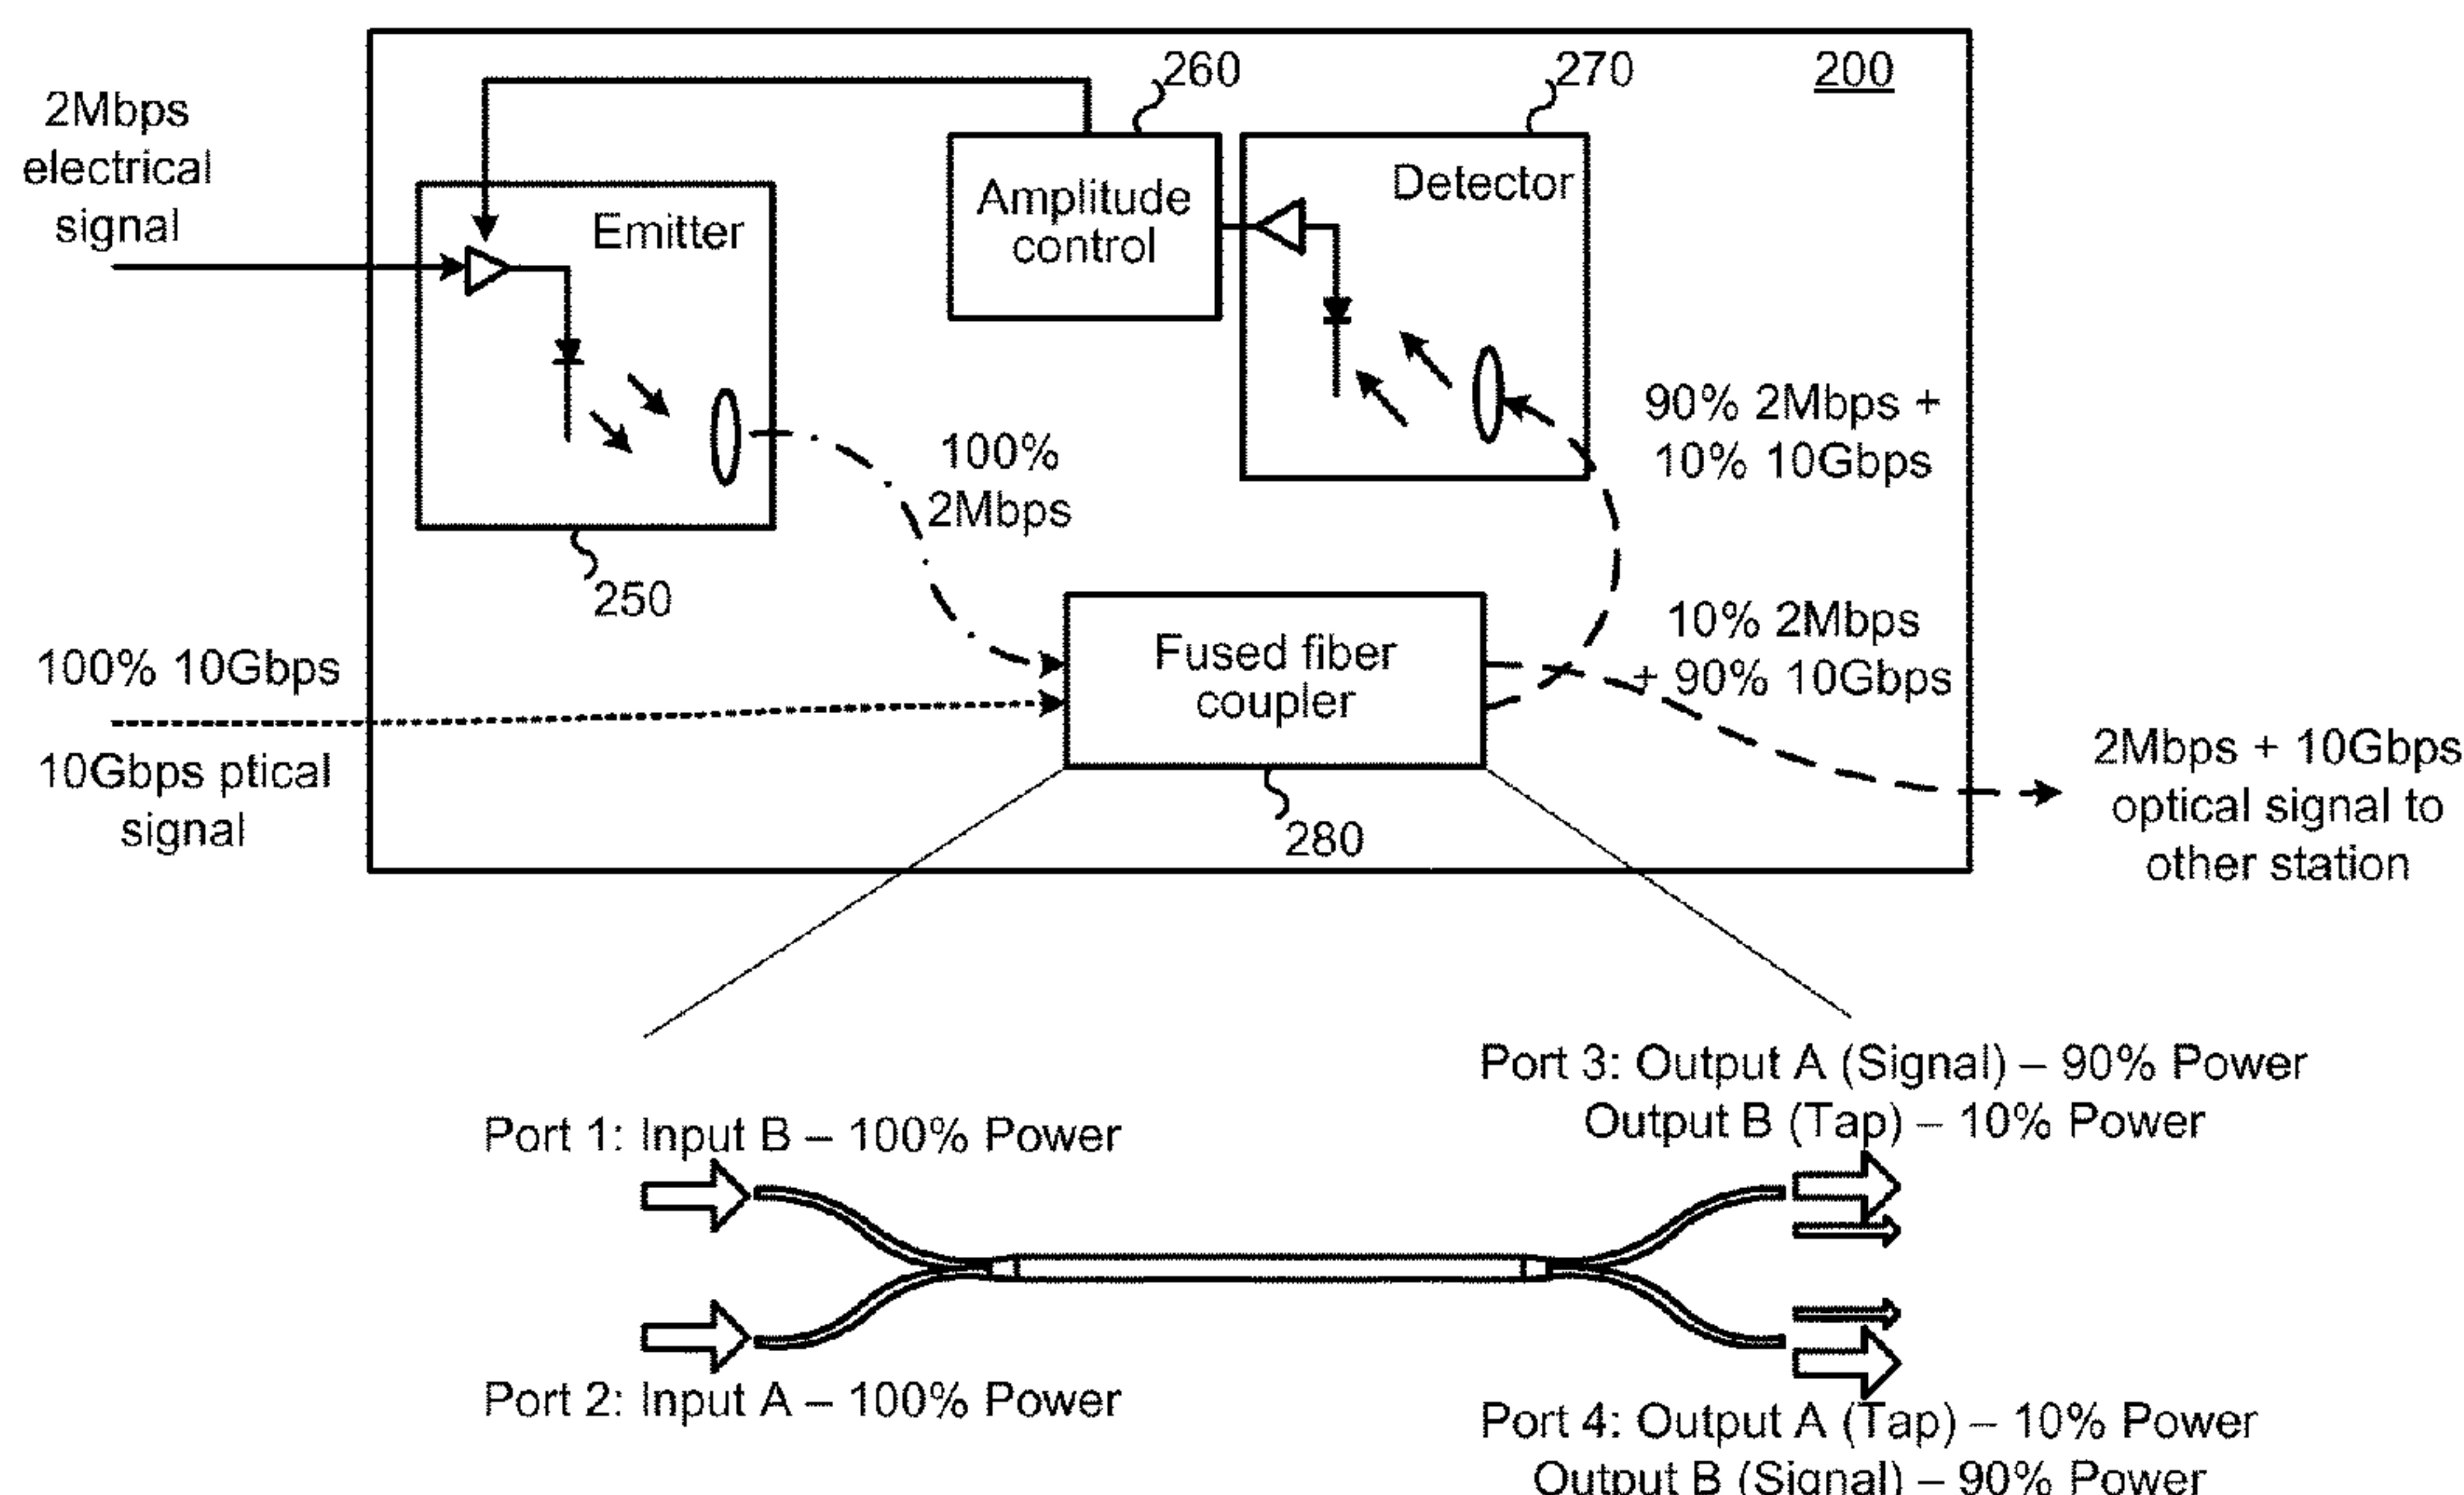 200
260
270
2Mbps
electrical
signal
Amplitude
control
Detector
Emitter
90% 2Mbps +
10% 10Gbps
100%
2Mbps
250
10% 2Mbps
+ 90% 10Gbps
Fused fiber
coupler
100% 10Gbps
10Gbps ptical
signal
2Mbps + 10Gbps
optical signal to
other station
280
Port 3: Output A (Signal) – 90% Power
Output B (Tap) – 10% Power
Port 1: Input B – 100% Power
Port 2: Input A – 100% Power
Port 4: Output A (Tap) – 10% Power
Output B (Signal) – 90% Power